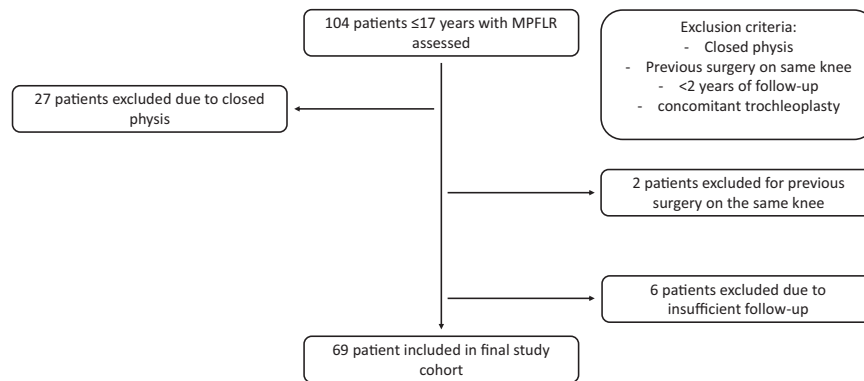 104 patients ≤17 years with MPFLR
assessed
Exclusion criteria:
- Closed physis
- Previous surgery on same knee
- <2 years of follow-up
- concomitant trochleoplasty
27 patients excluded due to closed
physis
2 patients excluded for previous
surgery on the same knee
6 patients excluded due to
insufficient follow-up
69 patient included in final study
cohort